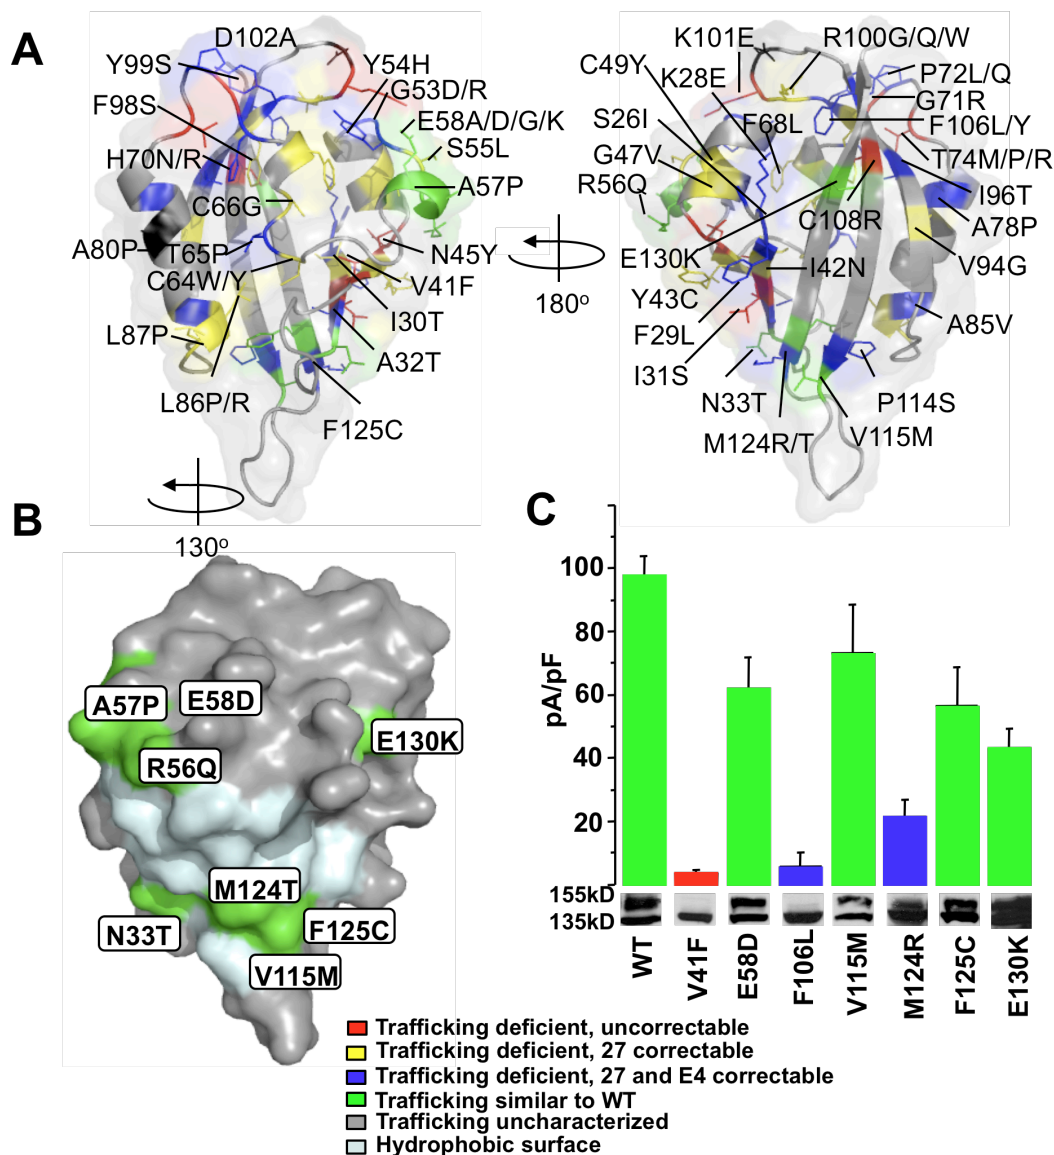 A
D102A
Y99S
Y54H
G53D/R
F98S
E58A/D/G/K
S55L
H70N/R
A57P
C66G
A80P
T65P
N45Y
C64W/Y
V41F
I30T
L87P
A32T
L86P/R
F125C
180º
K101E
R100G/Q/W
C49Y
P72L/Q
K28E
G71R
S26I
F68L
F106L/Y
G47V
T74M/P/R
R56Q
I96T
C108R
A78P
E130K
I42N
V94G
Y43C
F29L
A85V
I31S
N33T
P114S
M124R/T
V115M
130º
B
A57P
E58D
E130K
R56Q
M124T
N33T
F125C
V115M
C
pA/pF
100
80
60
40
20
155kD
135kD
WT
V41F
E58D
F106L
V115M
M124R
F125C
E130K
Trafficking deficient, uncorrectable
Trafficking deficient, 27 correctable
Trafficking deficient, 27 and E4 correctable
Trafficking similar to WT
Trafficking uncharacterized
Hydrophobic surface